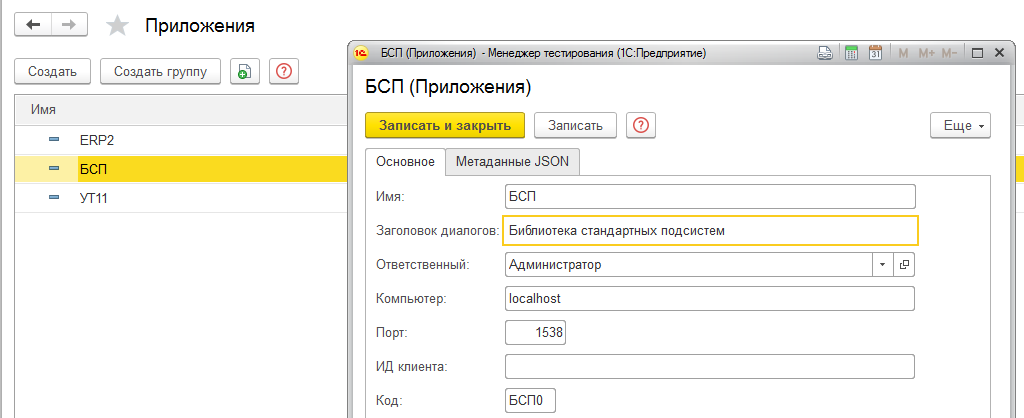 Приложения
Создать
Создать группу
Имя
ERP2
БСП
УТ11
БСП (Приложения) - Менеджер тестирования (1С:Предприятие)
M M+ M-
БСП (Приложения)
Записать и закрыть
Записать
Еще
Основное
Метаданные JSON
Имя: БСП
Заголовок диалогов: Библиотека стандартных подсистем
Ответственный: Администратор
Компьютер: localhost
Порт: 1538
ИД клиента:
Код: БСП0